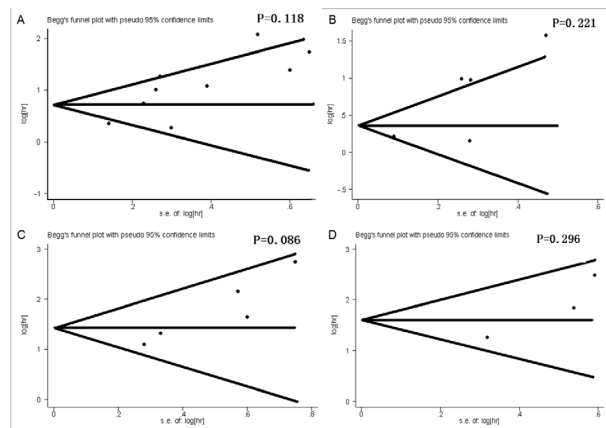 A Begg's funnel plot with pseudo 95% confidence limits P=0.118
log[hr]
2
1
0
-1
0 .2 .4 .6
s.e. of: log[hr]
B Begg's funnel plot with pseudo 95% confidence limits P=0.221
log[hr]
1.5
1
.5
0
-.5
0 .1 .2 .3 .4 .5
s.e. of: log[hr]
C Begg's funnel plot with pseudo 95% confidence limits P=0.086
log[hr]
3
2
1
0
0 .2 .4 .6 .8
s.e. of: log[hr]
D Begg's funnel plot with pseudo 95% confidence limits P=0.296
log[hr]
3
2
1
0
0 .2 .4 .6
s.e. of: log[hr]